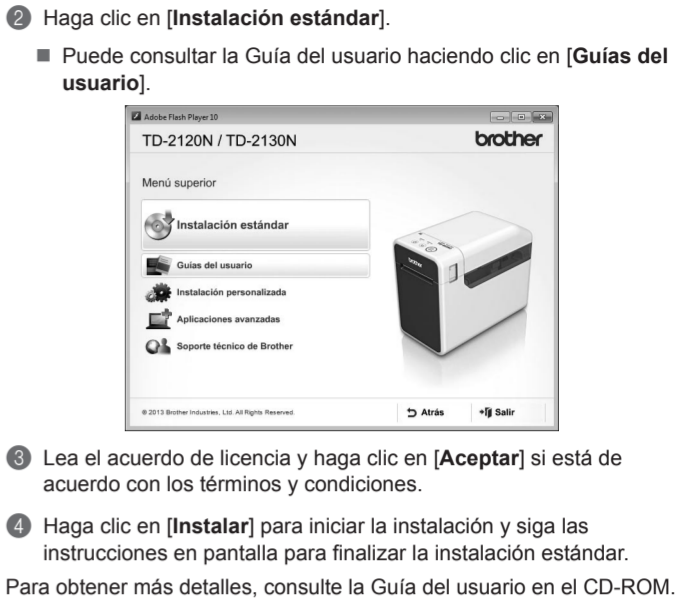 2 Haga clic en [Instalación estándar].
■ Puede consultar la Guía del usuario haciendo clic en [Guías del
usuario].
Adobe Flash Player 10
TD-2120N / TD-2130N
brother
Menú superior
Instalación estándar
Guías del usuario
Instalación personalizada
Aplicaciones avanzadas
Soporte técnico de Brother
brother
© 2013 Brother Industries, Ltd. All Rights Reserved.
Atrás
Salir
3 Lea el acuerdo de licencia y haga clic en [Aceptar] si está de
acuerdo con los términos y condiciones.
4 Haga clic en [Instalar] para iniciar la instalación y siga las
instrucciones en pantalla para finalizar la instalación estándar.
Para obtener más detalles, consulte la Guía del usuario en el CD-ROM.